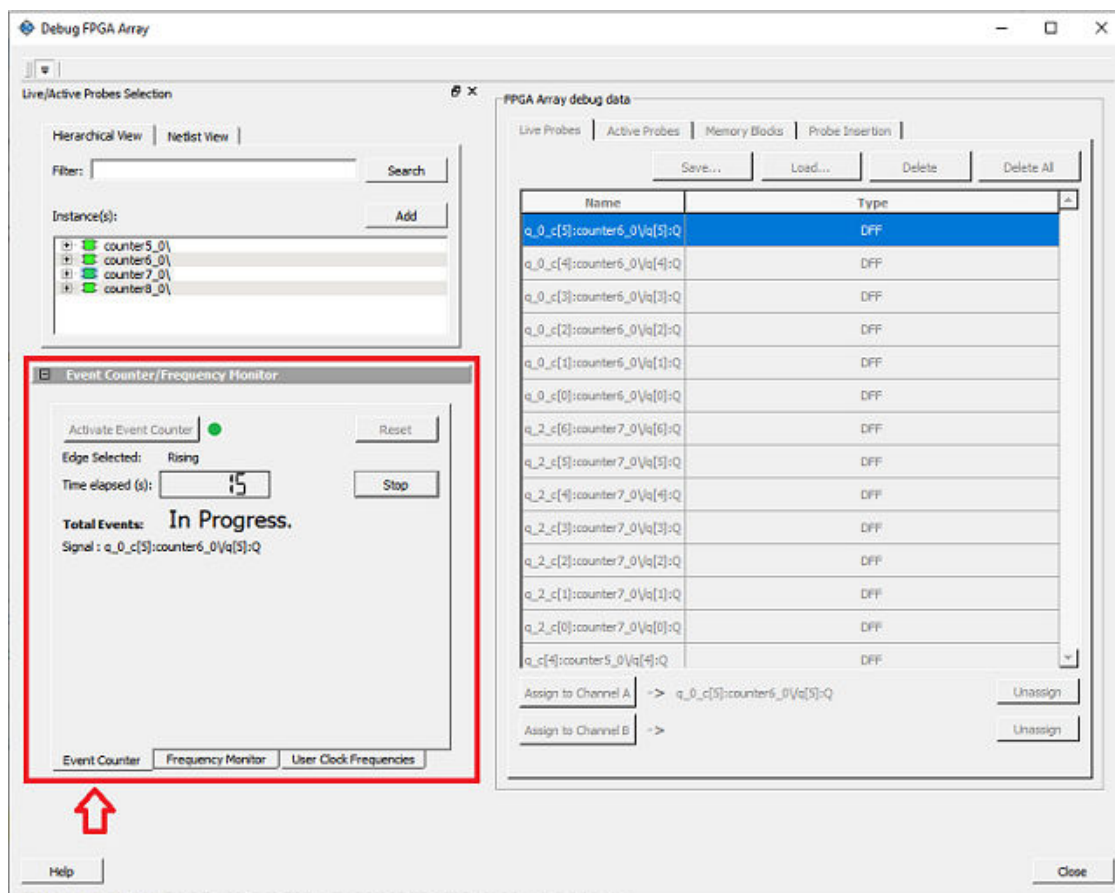 Debug FPGA Array
Live/Active Probes Selection
Hierarchical View Netlist View
Filter: Search
Instance(s): Add
counter5_0\
counter6_0\
counter7_0\
counter8_0\
Event Counter/Frequency Monitor
Activate Event Counter Reset
Edge Selected: Rising
Time elapsed (s): 15 Stop
Total Events: In Progress.
Signal : q_0_c[5]:counter6_0\/q[5]:Q
Event Counter Frequency Monitor User Clock Frequencies
FPGA Array debug data
Live Probes Active Probes Memory Blocks Probe Insertion
Save... Load... Delete Delete All
Name Type
q_0_c[5]:counter6_0\/q[5]:Q DFF
q_0_c[4]:counter6_0\/q[4]:Q DFF
q_0_c[3]:counter6_0\/q[3]:Q DFF
q_0_c[2]:counter6_0\/q[2]:Q DFF
q_0_c[1]:counter6_0\/q[1]:Q DFF
q_0_c[0]:counter6_0\/q[0]:Q DFF
q_2_c[6]:counter7_0\/q[6]:Q DFF
q_2_c[5]:counter7_0\/q[5]:Q DFF
q_2_c[4]:counter7_0\/q[4]:Q DFF
q_2_c[3]:counter7_0\/q[3]:Q DFF
q_2_c[2]:counter7_0\/q[2]:Q DFF
q_2_c[1]:counter7_0\/q[1]:Q DFF
q_2_c[0]:counter7_0\/q[0]:Q DFF
q_c[4]:counter5_0\/q[4]:Q DFF
Assign to Channel A -> q_0_c[5]:counter6_0\/q[5]:Q Unassign
Assign to Channel B -> Unassign
Help Close